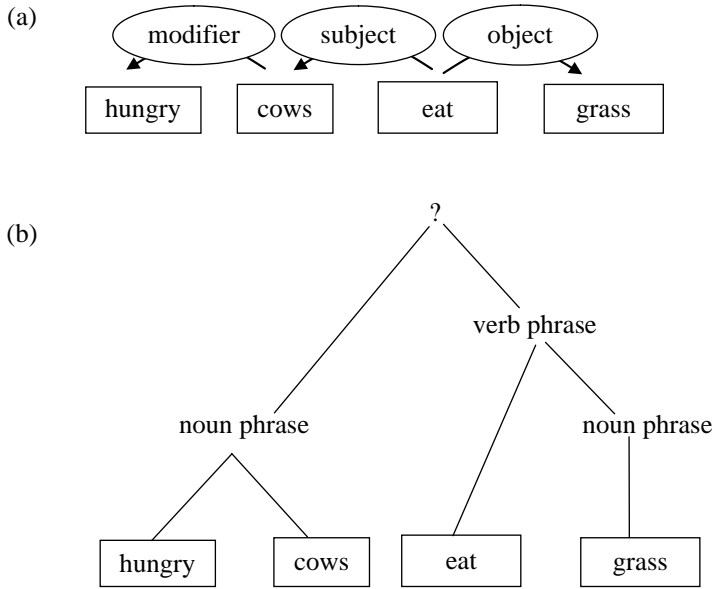 (a)
modifier subject object
hungry cows eat grass
(b)
?
verb phrase
noun phrase noun phrase
hungry cows eat grass